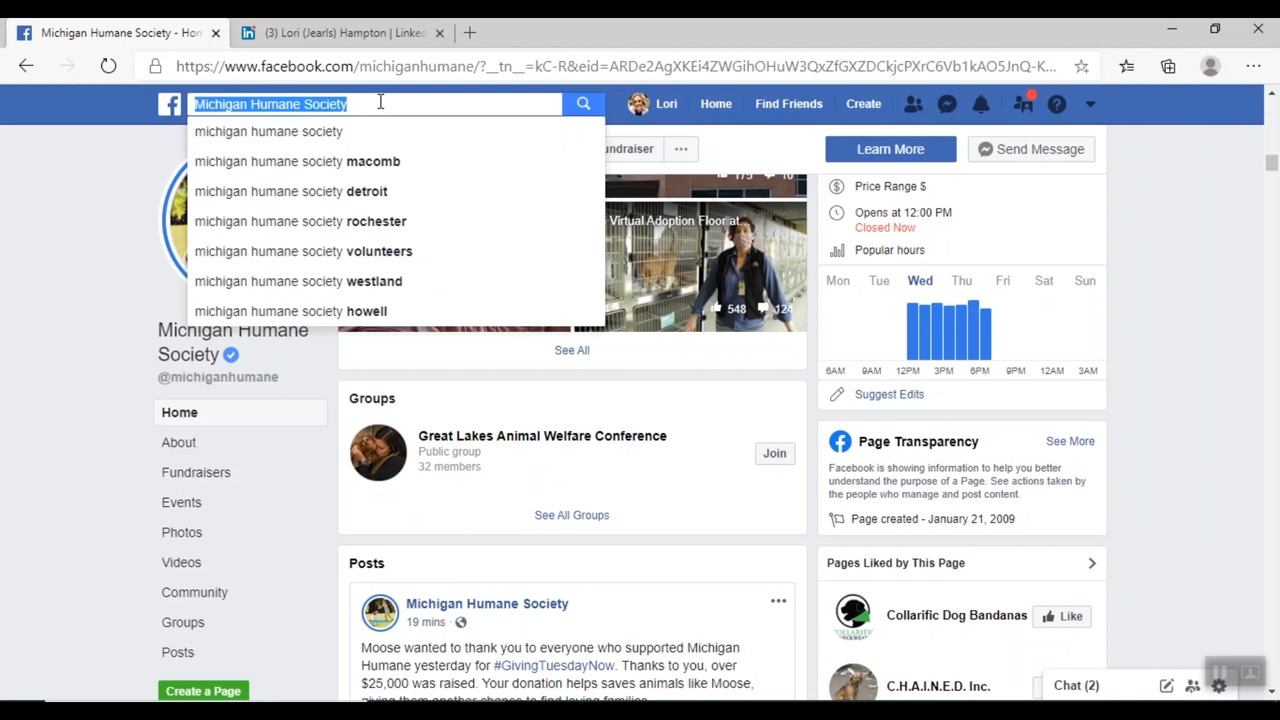 Michigan Humane Society - Hon
(3) Lori (Jearls) Hampton | Linke
https://www.facebook.com/michiganhumane/?__tn__=kC-R&eid=ARDe2AgXKEi4ZWGihOHuW3QxZfGXZDCkjcPXrC6Vb1kAO5JnQ-K...
Michigan Humane Society
Lori
Home
Find Friends
Create
michigan humane society
michigan humane society macomb
michigan humane society detroit
michigan humane society rochester
michigan humane society volunteers
michigan humane society westland
michigan humane society howell
undraiser
Learn More
Send Message
Virtual Adoption Floor at
548
124
See All
Price Range $
Opens at 12:00 PM
Closed Now
Popular hours
Mon Tue Wed Thu Fri Sat Sun
6AM 9AM 12PM 3PM 6PM 9PM 12AM 3AM
Suggest Edits
Michigan Humane
Society
@michiganhumane
Home
About
Fundraisers
Events
Photos
Videos
Community
Groups
Posts
Create a Page
Groups
Great Lakes Animal Welfare Conference
Public group
32 members
Join
See All Groups
Posts
Michigan Humane Society
19 mins ·
Moose wanted to thank you to everyone who supported Michigan
Humane yesterday for #GivingTuesdayNow. Thanks to you, over
$25,000 was raised. Your donation helps saves animals like Moose,
giving them another chance to find loving families
Page Transparency
See More
Facebook is showing information to help you better
understand the purpose of a Page. See actions taken
by the people who manage and post content.
Page created - January 21, 2009
Pages Liked by This Page
Collarific Dog Bandanas
Like
C.H.A.I.N.E.D. Inc.
Chat (2)